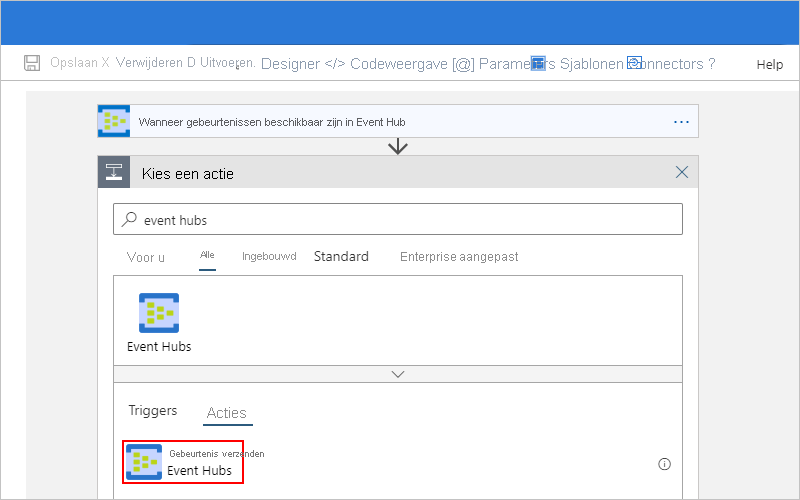 Opslaan X Verwijderen D Uitvoeren. Designer </> Codeweergave [@] Parameters Sjablonen Connectors ? Help
Wanneer gebeurtenissen beschikbaar zijn in Event Hub ...
Kies een actie
event hubs
Voor u Alle Ingebouwd Standard Enterprise aangepast
Event Hubs
Triggers Acties
Gebeurtenis verzenden
Event Hubs